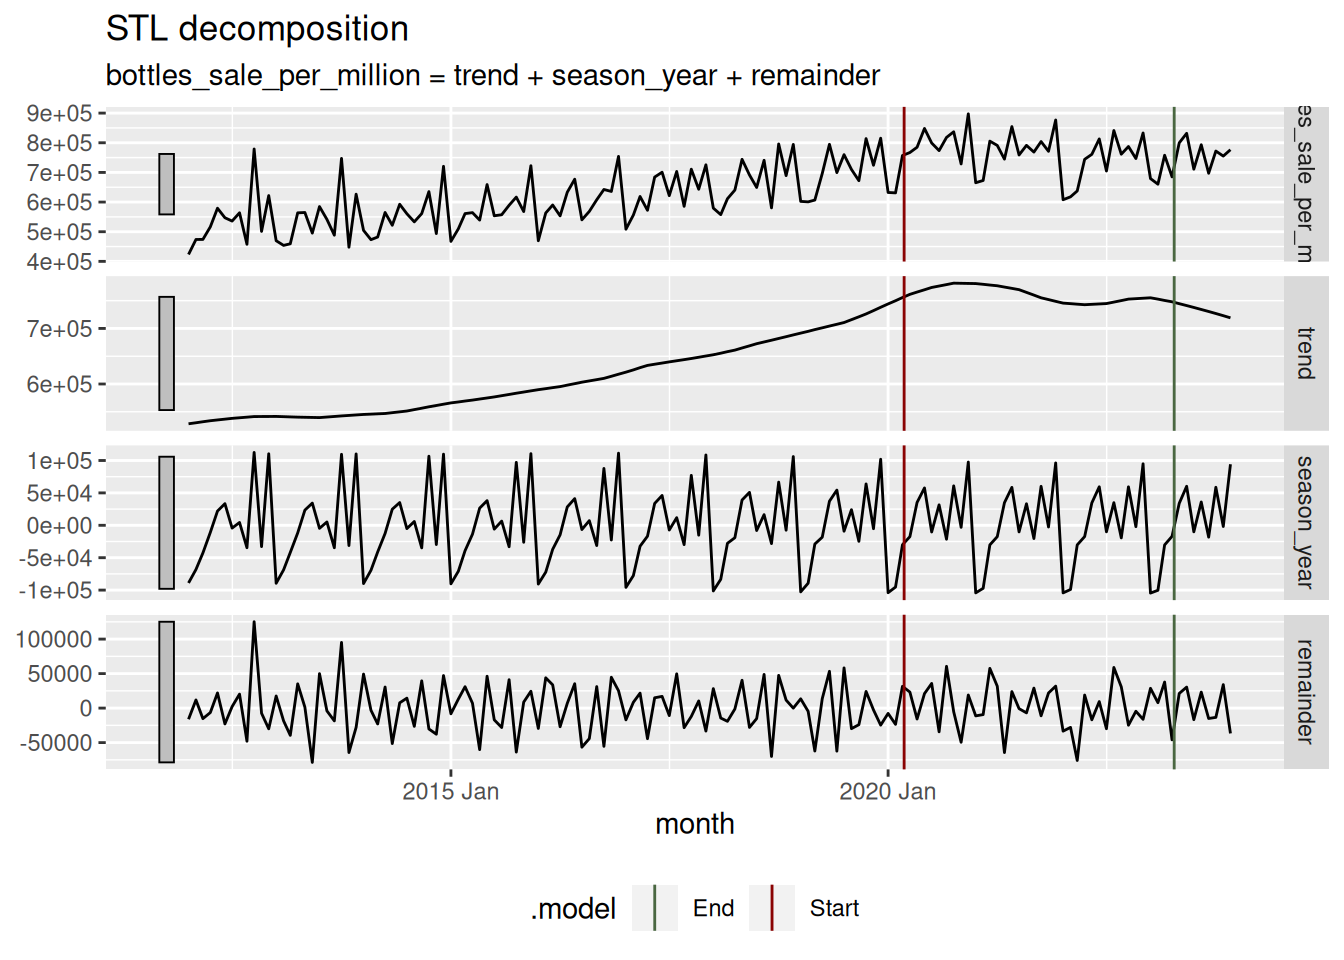 STL decomposition
bottles_sale_per_million = trend + season_year + remainder
9e+05
8e+05
7e+05
6e+05
5e+05
4e+05
es_sale_per_m
7e+05
6e+05
trend
1e+05
5e+04
0e+00
-5e+04
-1e+05
season_year
100000
50000
0
-50000
remainder
2015 Jan
2020 Jan
month
.model
End
Start